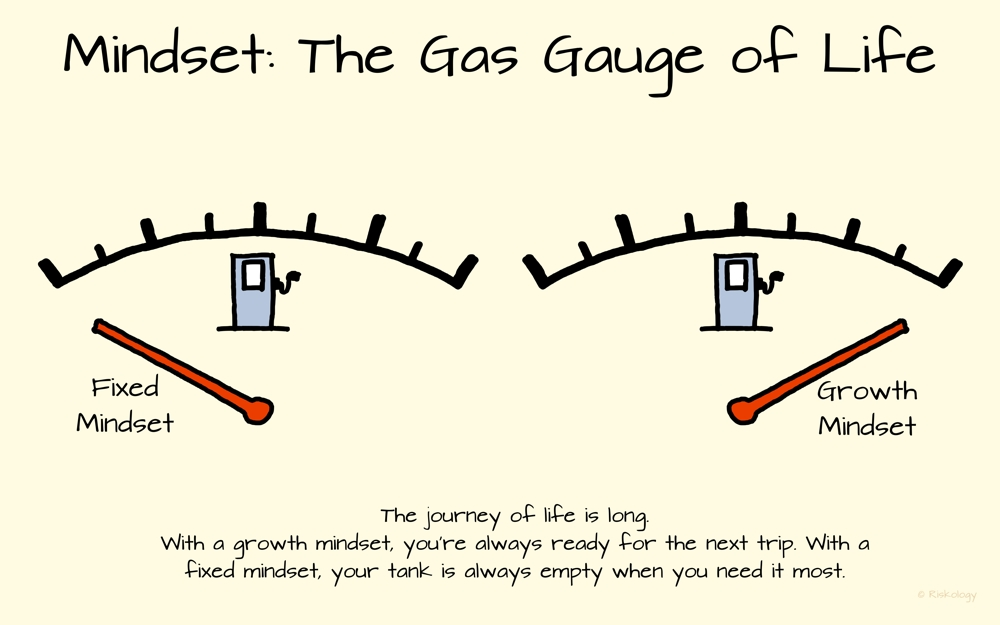 Mindset: The Gas Gauge of Life
Fixed
Mindset
Growth
Mindset
The journey of life is long.
With a growth mindset, you're always ready for the next trip. With a
fixed mindset, your tank is always empty when you need it most.
© Riskology